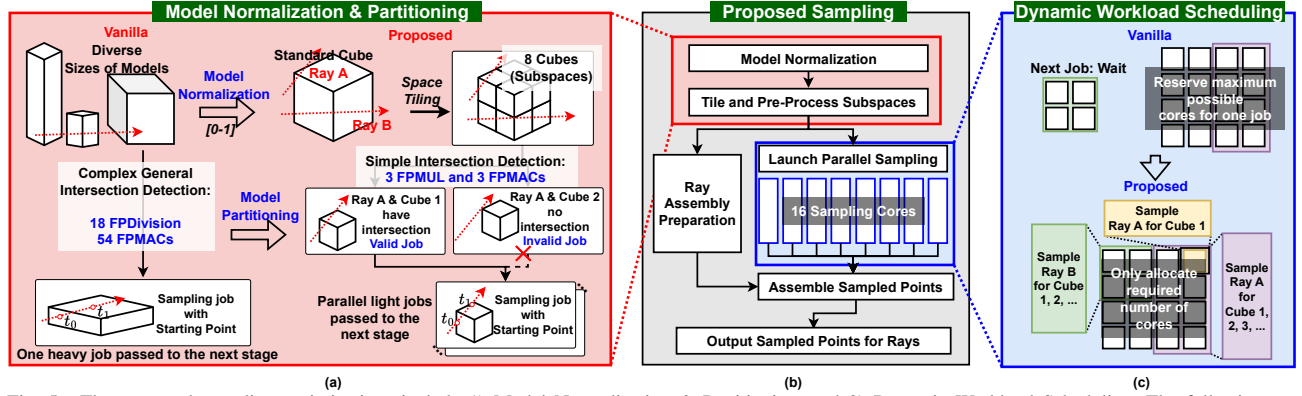 Model Normalization & Partitioning
Vanilla
Diverse
Sizes of Models
Model
Normalization
[0-1]
Proposed
Standard Cube
Ray A
Ray B
Space
Tiling
8 Cubes
(Subspaces)
Complex General
Intersection Detection:
18 FPDivision
54 FPMACs
Model
Partitioning
Simple Intersection Detection:
3 FPMUL and 3 FPMACs
Ray A & Cube 1
have
intersection
Valid Job
Ray A & Cube 2
no
intersection
Invalid Job
t0
t1
Sampling job
with
Starting Point
One heavy job passed to the next stage
Parallel light jobs
passed to the
next stage
t0
t1
Sampling job
with
Starting Point
(a)
Proposed Sampling
Model Normalization
Tile and Pre-Process Subspaces
Ray
Assembly
Preparation
Launch Parallel Sampling
16 Sampling Cores
Assemble Sampled Points
Output Sampled Points for Rays
(b)
Dynamic Workload Scheduling
Vanilla
Next Job: Wait
Reserve maximum
possible
cores for one job
Proposed
Sample
Ray A for Cube 1
Sample
Ray B
for Cube
1, 2, ...
Only allocate
required
number of
cores
Sample
Ray A
for
Cube 1,
2, 3, ...
(c)